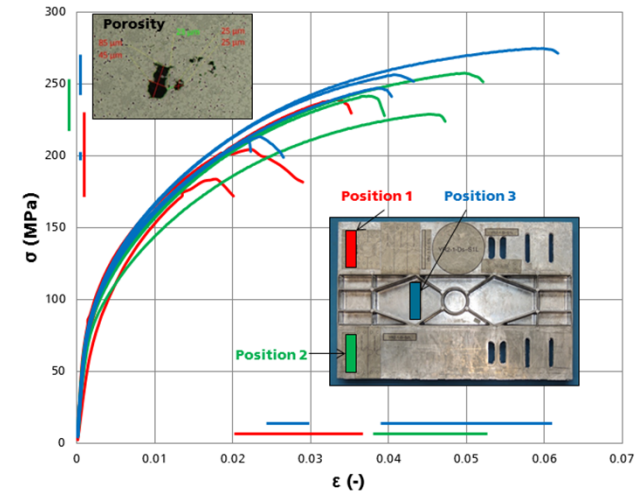 300
250
200
150
100
50
0
σ (MPa)
Porosity
85 µm
45 µm
25 µm
25 µm
Position 1
Position 3
Position 2
0
0.01
0.02
0.03
0.04
0.05
0.06
0.07
ε (-)